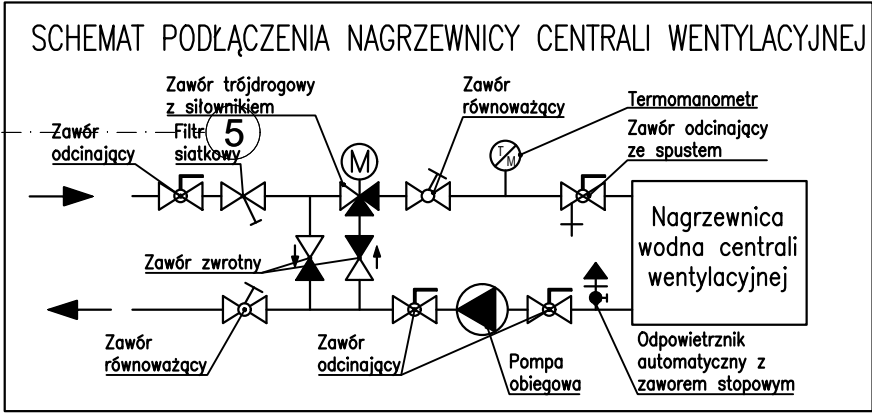 SCHEMAT PODŁĄCZENIA NAGRZEWNICY CENTRALI WENTYLACYJNEJ
Zawór trójdrogowy
z siłownikiem
Zawór
równoważący
Termomanometr
Zawór odcinający
ze spustem
Zawór
odcinający
Filtr
siatkowy
5
M
T
M
Nagrzewnica
wodna centrali
wentylacyjnej
Zawór zwrotny
Zawór
równoważący
Zawór
odcinający
Pompa
obiegowa
Odpowietrznik
automatyczny z
zaworem stopowym